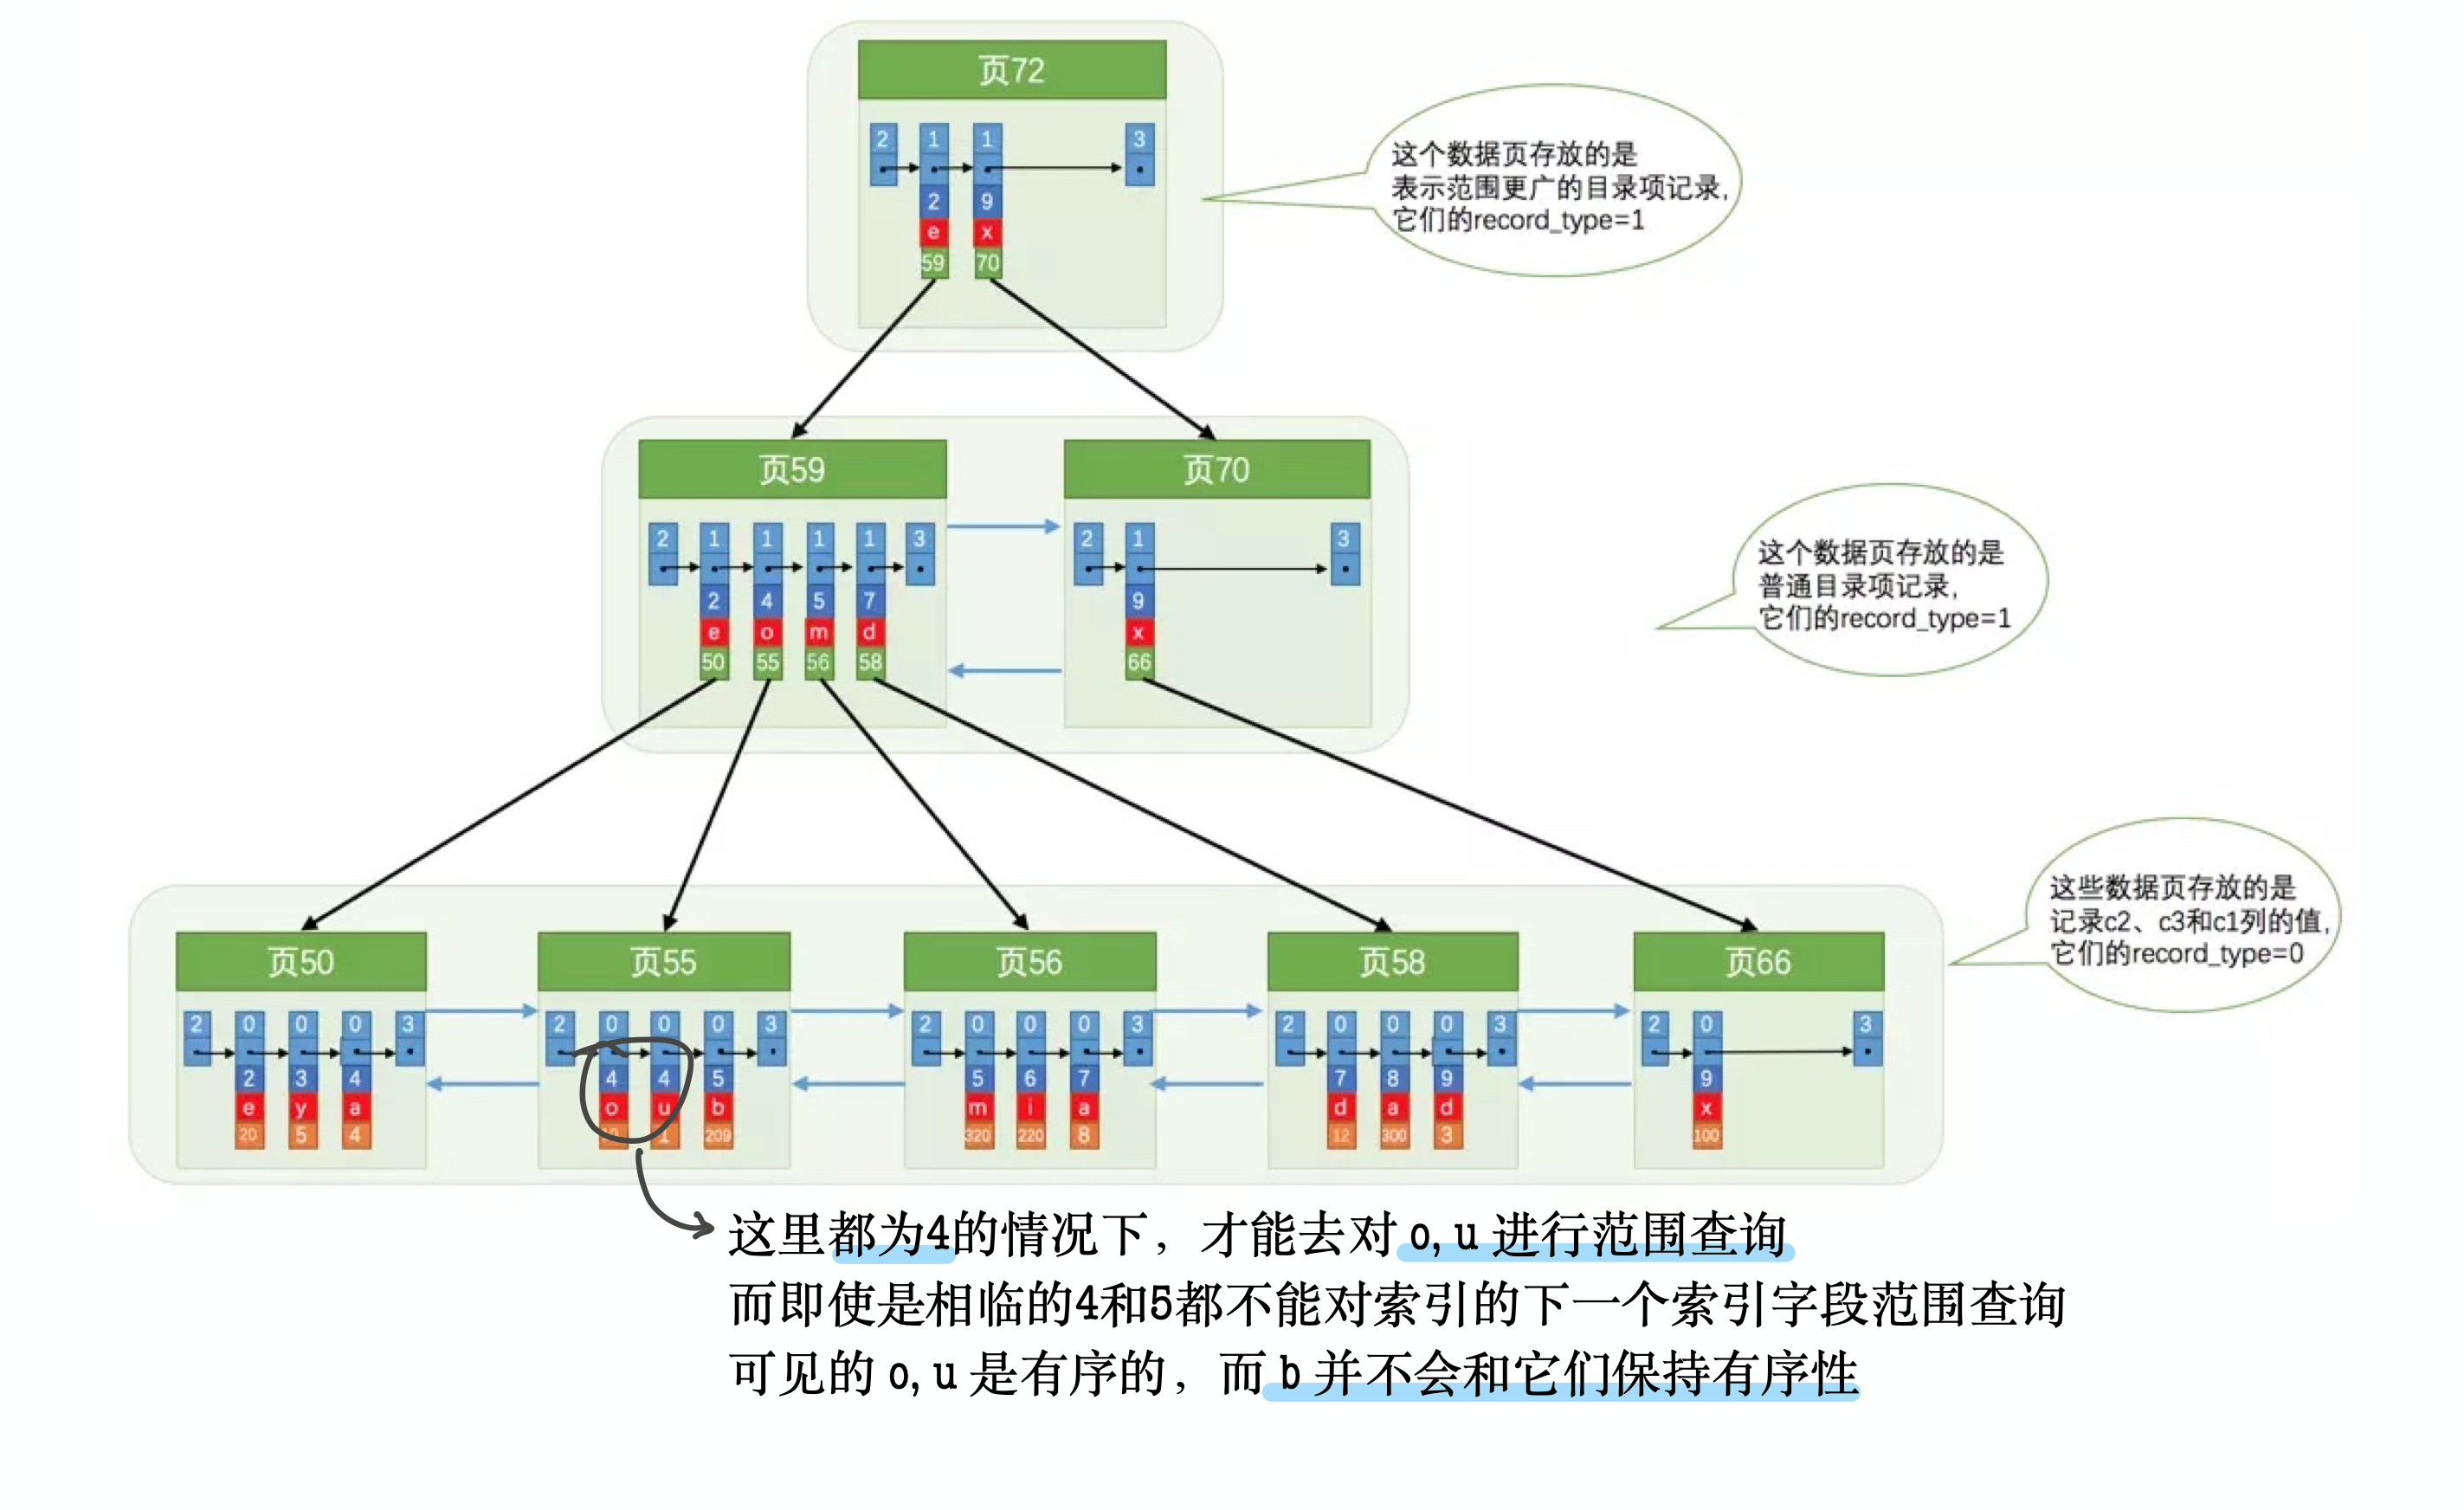 页72
2 1 1 3
2 9
e x
59 70
这个数据页存放的是
表示范围更广的目录项记录,
它们的record_type=1
页59 页70
2 1 1 1 1 3 2 1 3
2 4 5 7 9
e o m d x
50 55 56 58 66
这个数据页存放的是
普通目录项记录,
它们的record_type=1
这些数据页存放的是
记录c2、c3和c1列的值,
它们的record_type=0
页50 页55 页56 页58 页66
2 0 0 0 3 2 0 0 0 3 2 0 0 0 3 2 0 0 0 3 2 0 3
2 3 4 4 4 5 5 6 7 7 8 9 9
e y a o u b m i a d a d x
20 5 4 1 209 320 220 8 12 300 3 100
这里都为4的情况下，才能去对 o,u 进行范围查询
而即使是相临的4和5都不能对索引的下一个索引字段范围查询
可见的 o,u 是有序的，而 b 并不会和它们保持有序性